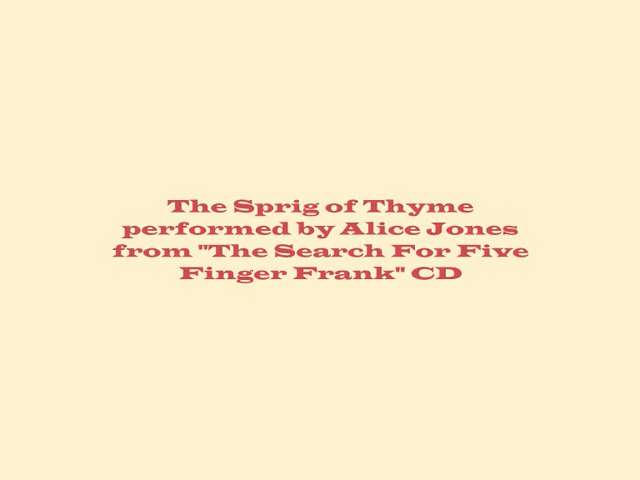 The Sprig of Thyme
performed by Alice Jones
from "The Search For Five
Finger Frank" CD